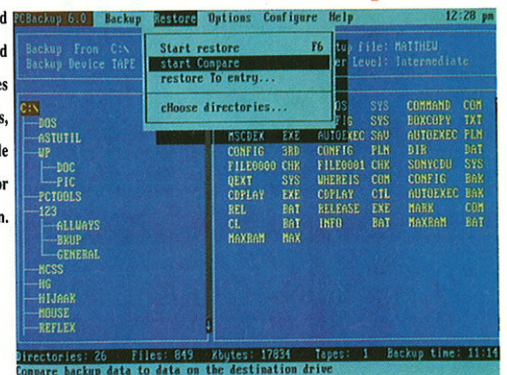 d
d
es
s,
le
or
n.
PCBackup 6.0 Backup Restore Options Configure Help 12:28 pm
Backup From C:\
Backup Device TAPE
tup file: MATTHEW
er Level: Intermediate
Start restore F6
start Compare
restore To entry...
cHoose directories...
C:\
DOS
ASTUTIL
WP
DOC
PIC
PCTOOLS
123
ALLWAYS
BKUP
GENERAL
MCSS
HG
HIJAAK
MOUSE
REFLEX
OS SYS COMMAND COM
FIG SYS BOXCOPY TXT
MSCDEX EXE AUTOEXEC SAV AUTOEXEC PLN
CONFIG 3RD CONFIG PLN DIR DAT
FILE0000 CHK FILE0001 CHK SONYCDU SYS
QEXT SYS WHEREIS COM CONFIG BAK
CDPLAY EXE CDPLAY CTL AUTOEXEC BAK
REL BAT RELEASE EXE MARK COM
CL BAT INFO BAT MAXRAM BAT
MAXRAM MAX
Directories: 26 Files: 849 Kbytes: 17834 Tapes: 1 Backup time: 11:14
Compare backup data to data on the destination drive